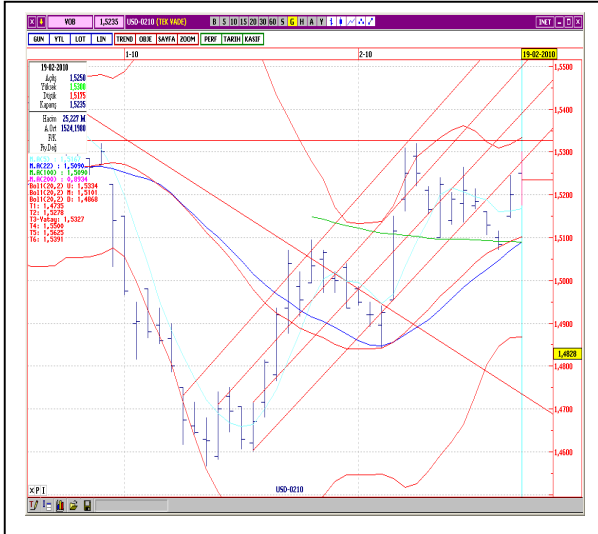 VOB 1,5235 USD-0210 (TEK VADE) B 5 10 15 20 30 60 S G H A Y İNET
GUN YTL LOT LIN TREND OBJE SAYFA ZOOM PERF TARIH KASIF
1-10 2-10 19-02-2010
19-02-2010
Açılış 1,5250
Yüksek 1,5300
Düşük 1,5175
Kapanış 1,5235
Hacim 25,227 M
A.Ort 1524,1900
F/K
Py.Değ
M.AC(22) : 1,5090
M.AC(100) : 1,5090
M.AC(200) : 0,8934
Boll(20,2) U: 1,5334
Boll(20,2) M: 1,5101
Boll(20,2) L: 1,4868
T1: 1,4735
T2: 1,5278
T3-Yatay: 1,5327
T4: 1,5500
T5: 1,5625
T6: 1,5391
1,5500
1,5400
1,5300
1,5200
1,5100
1,5000
1,4900
1,4828
1,4800
1,4700
1,4600
× P I
USD-0210